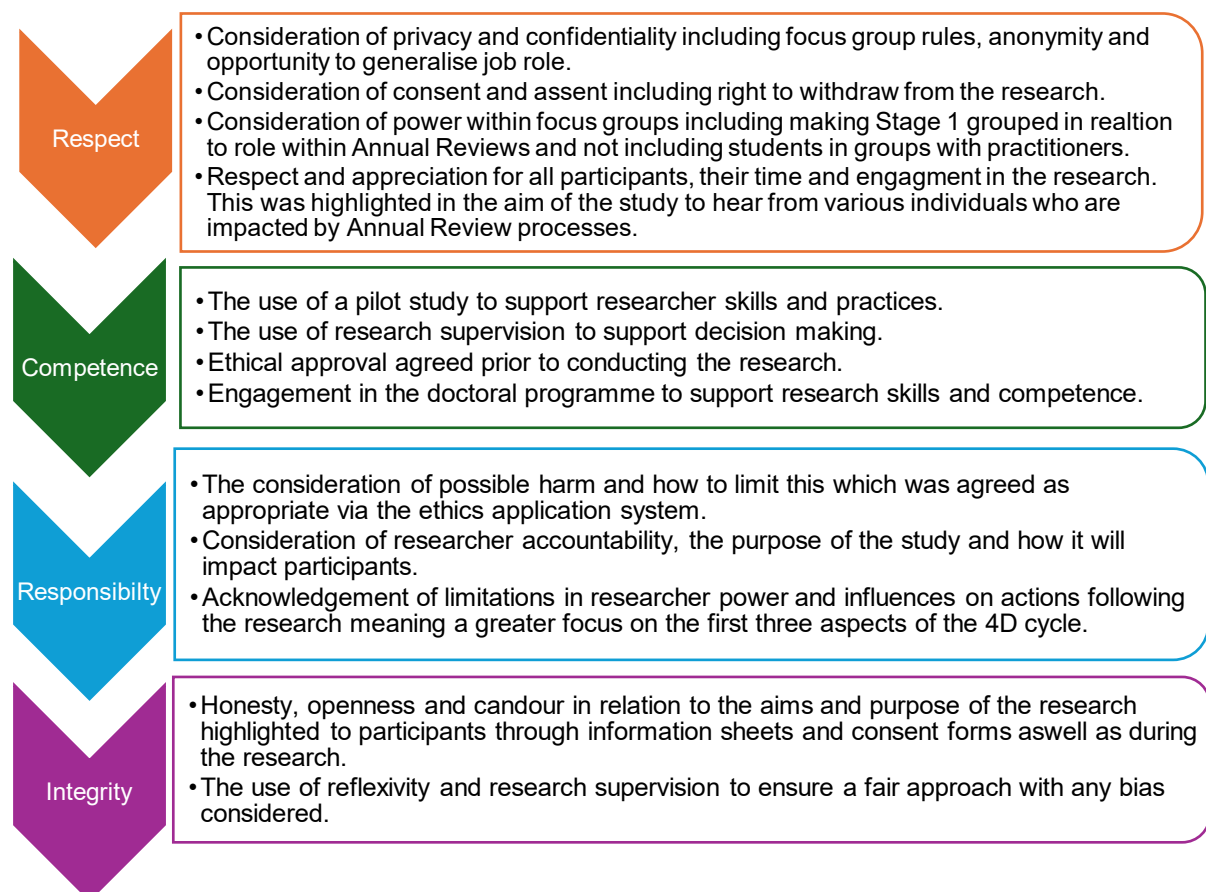 Respect
•Consideration of privacy and confidentiality including focus group rules, anonymity and
opportunity to generalise job role.
•Consideration of consent and assent including right to withdraw from the research.
•Consideration of power within focus groups including making Stage 1 grouped in realtion
to role within Annual Reviews and not including students in groups with practitioners.
•Respect and appreciation for all participants, their time and engagment in the research.
This was highlighted in the aim of the study to hear from various individuals who are
impacted by Annual Review processes.
Competence
•The use of a pilot study to support researcher skills and practices.
•The use of research supervision to support decision making.
•Ethical approval agreed prior to conducting the research.
•Engagement in the doctoral programme to support research skills and competence.
Responsibilty
•The consideration of possible harm and how to limit this which was agreed as
appropriate via the ethics application system.
•Consideration of researcher accountability, the purpose of the study and how it will
impact participants.
•Acknowledgement of limitations in researcher power and influences on actions following
the research meaning a greater focus on the first three aspects of the 4D cycle.
Integrity
•Honesty, openness and candour in relation to the aims and purpose of the research
highlighted to participants through information sheets and consent forms aswell as during
the research.
•The use of reflexivity and research supervision to ensure a fair approach with any bias
considered.